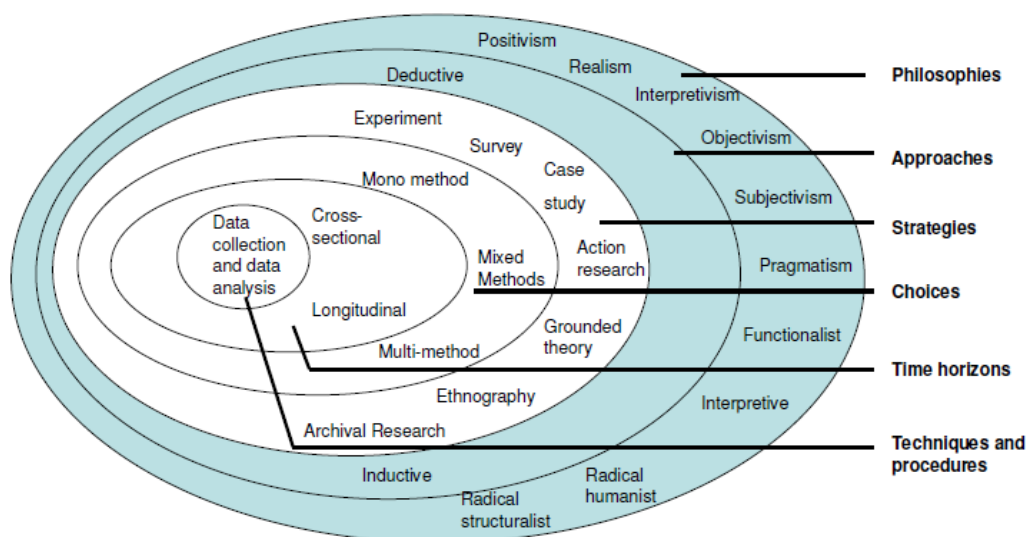 Positivism
Realism
Philosophies
Deductive
Interpretivism
Experiment
Objectivism
Survey
Approaches
Case
study
Mono method
Subjectivism
Data
collection
and data
analysis
Cross-
sectional
Strategies
Mixed
Methods
Action
research
Pragmatism
Choices
Longitudinal
Grounded
theory
Functionalist
Multi-method
Time horizons
Ethnography
Interpretive
Archival Research
Techniques and
procedures
Inductive
Radical
humanist
Radical
structuralist